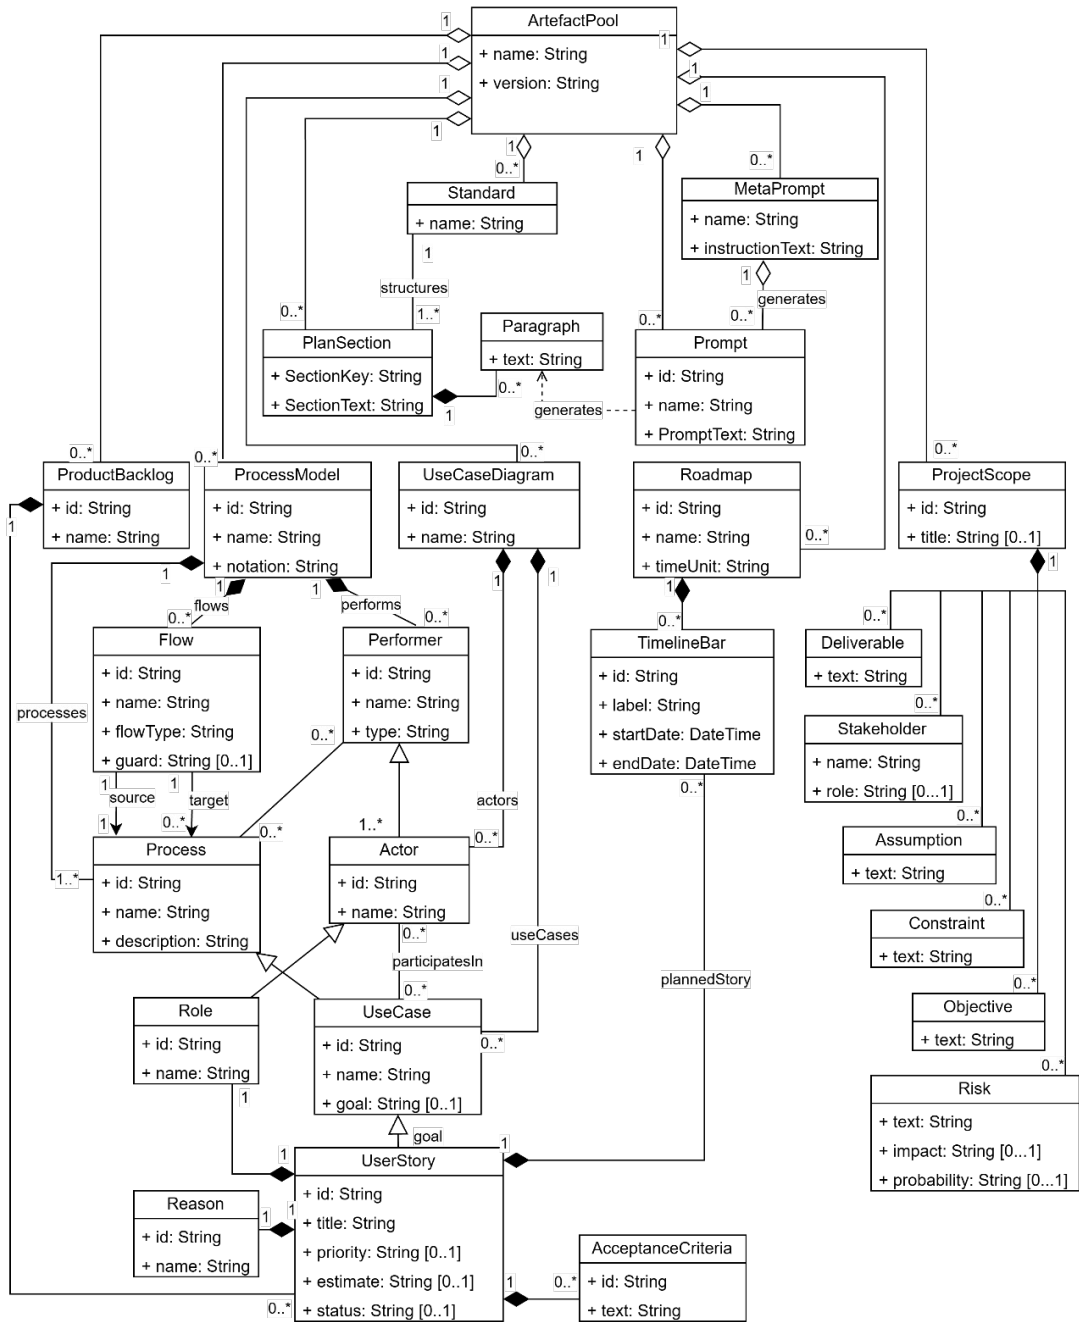 ArtefactPool
+ name: String
+ version: String
1
1
1
1
1
1
1
1
1
0..*
0..*
Standard
+ name: String
MetaPrompt
+ name: String
+ instructionText: String
1
structures
1..*
0..*
1
generates
0..*
0..*
PlanSection
+ SectionKey: String
+ SectionText: String
Paragraph
+ text: String
0..*
1
generates
Prompt
+ id: String
+ name: String
+ PromptText: String
0..*
0..*
0..*
0..*
ProductBacklog
+ id: String
+ name: String
ProcessModel
+ id: String
+ name: String
+ notation: String
UseCaseDiagram
+ id: String
+ name: String
Roadmap
+ id: String
+ name: String
+ timeUnit: String
0..*
ProjectScope
+ id: String
+ title: String [0..1]
1
1
1
1
1
1
1
1
flows
performs
0..*
0..*
0..*
0..*
Flow
+ id: String
+ name: String
+ flowType: String
+ guard: String [0..1]
Performer
+ id: String
+ name: String
+ type: String
TimelineBar
+ id: String
+ label: String
+ startDate: DateTime
+ endDate: DateTime
Deliverable
+ text: String
0..*
Stakeholder
+ name: String
+ role: String [0...1]
processes
0..*
1
source
1
1
target
0..*
0..*
1..*
actors
0..*
0..*
0..*
Process
+ id: String
+ name: String
+ description: String
1..*
Actor
+ id: String
+ name: String
Assumption
+ text: String
0..*
Constraint
+ text: String
0..*
participatesIn
0..*
useCases
plannedStory
0..*
Objective
+ text: String
Role
+ id: String
+ name: String
UseCase
+ id: String
+ name: String
+ goal: String [0..1]
0..*
0..*
Risk
+ text: String
+ impact: String [0...1]
+ probability: String [0...1]
1
goal
1
1
UserStory
+ id: String
+ title: String
+ priority: String [0..1]
+ estimate: String [0..1]
+ status: String [0..1]
Reason
+ id: String
+ name: String
1
1
0..*
1
0..*
AcceptanceCriteria
+ id: String
+ text: String